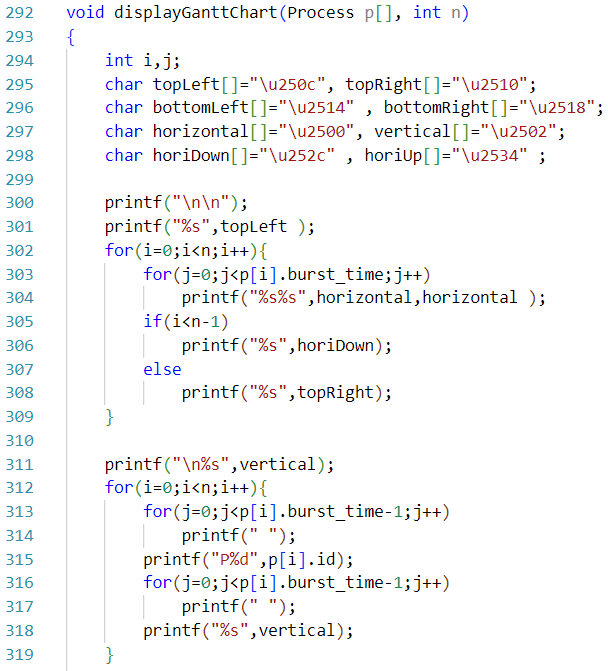 292 void displayGanttChart(Process p[], int n)
293 {
294     int i,j;
295     char topLeft[]="\u250c", topRight[]="\u2510";
296     char bottomLeft[]="\u2514" , bottomRight[]="\u2518";
297     char horizontal[]="\u2500", vertical[]="\u2502";
298     char horiDown[]="\u252c" , horiUp[]="\u2534" ;
299
300     printf("\n\n");
301     printf("%s",topLeft );
302     for(i=0;i<n;i++){
303         for(j=0;j<p[i].burst_time;j++)
304             printf("%s%s",horizontal,horizontal );
305         if(i<n-1)
306             printf("%s",horiDown);
307         else
308             printf("%s",topRight);
309     }
310
311     printf("\n%s",vertical);
312     for(i=0;i<n;i++){
313         for(j=0;j<p[i].burst_time-1;j++)
314             printf(" ");
315         printf("P%d",p[i].id);
316         for(j=0;j<p[i].burst_time-1;j++)
317             printf(" ");
318         printf("%s",vertical);
319     }